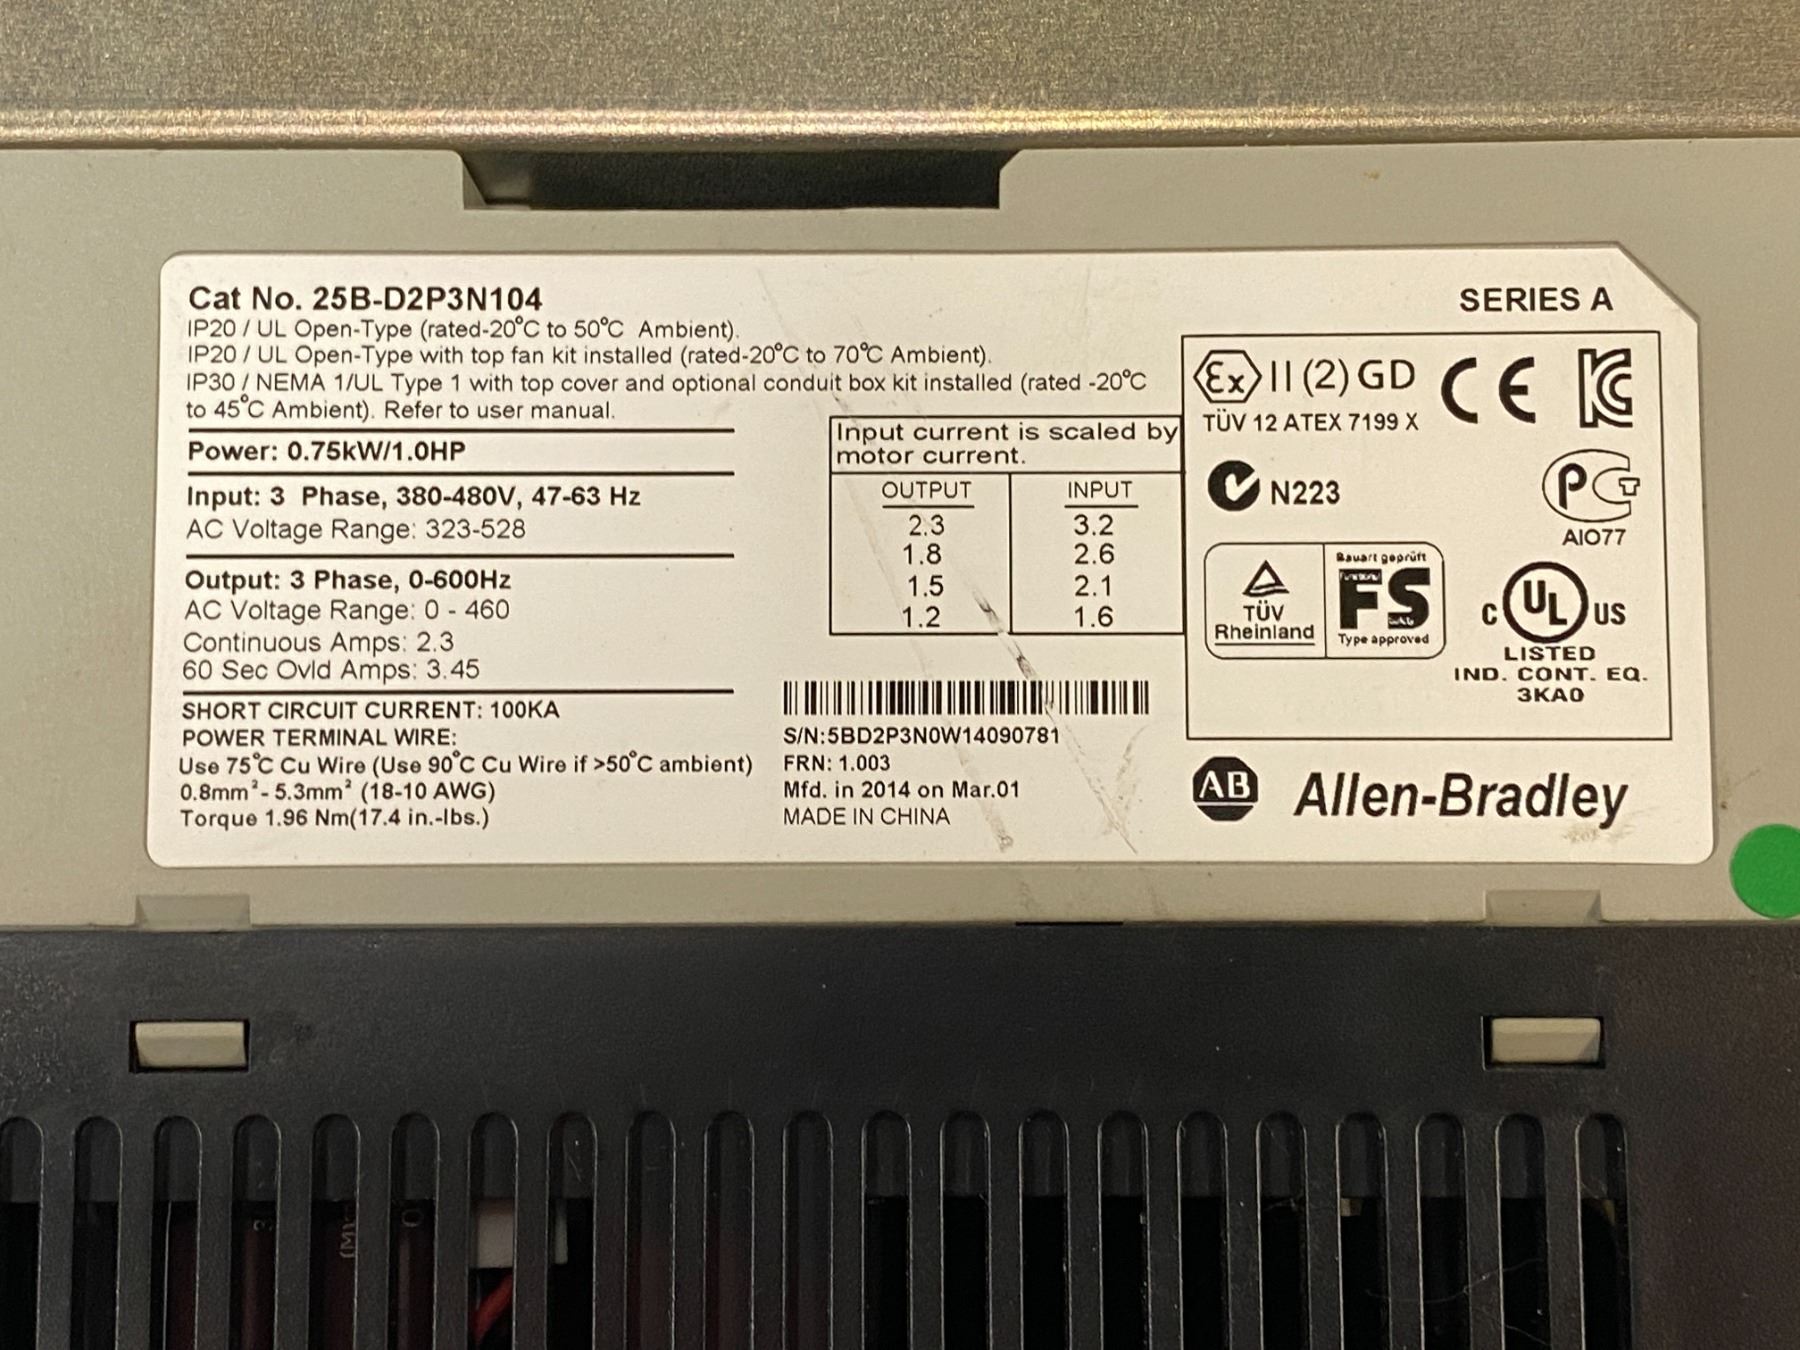 Cat No. 25B-D2P3N104
SERIES A
IP20 / UL Open-Type (rated-20°C to 50°C Ambient).
IP20 / UL Open-Type with top fan kit installed (rated-20°C to 70°C Ambient).
IP30 / NEMA 1/UL Type 1 with top cover and optional conduit box kit installed (rated -20°C
to 45°C Ambient). Refer to user manual.
Power: 0.75kW/1.0HP
Input: 3 Phase, 380-480V, 47-63 Hz
AC Voltage Range: 323-528
Output: 3 Phase, 0-600Hz
AC Voltage Range: 0 - 460
Continuous Amps: 2.3
60 Sec Ovld Amps: 3.45
SHORT CIRCUIT CURRENT: 100KA
POWER TERMINAL WIRE:
Use 75°C Cu Wire (Use 90°C Cu Wire if >50°C ambient)
0.8mm²- 5.3mm² (18-10 AWG)
Torque 1.96 Nm(17.4 in.-lbs.)
Input current is scaled by
motor current.
OUTPUT INPUT
2.3 3.2
1.8 2.6
1.5 2.1
1.2 1.6
S/N:5BD2P3N0W14090781
FRN: 1.003
Mfd. in 2014 on Mar.01
MADE IN CHINA
Ex II (2) GD CE
TÜV 12 ATEX 7199 X
N223
AIO77
TÜV
Rheinland
Bauart geprüft
FS
Type approved
C UL US
LISTED
IND. CONT. EQ.
3KA0
AB Allen-Bradley